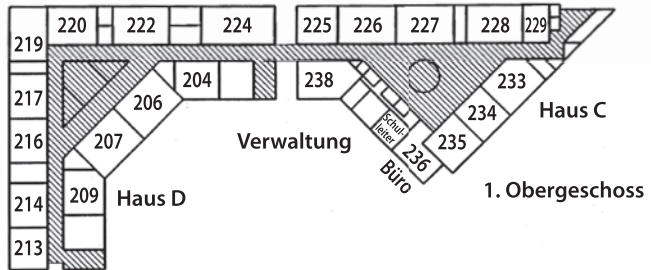 220 222 224 225 226 227 228 229
219
217 206 204 238 233
216 207 Verwaltung Schul-
leiter 235 234 Haus C
214 209 Haus D Büro 236 1. Obergeschoss
213